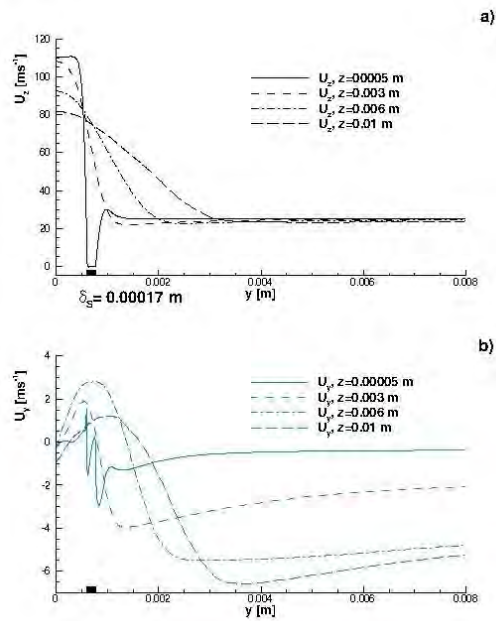 a)
120
100
80
60
40
20
0
U_z [ms⁻¹]
U_z, z=00005 m
U_z, z=0.003 m
U_z, z=0.006 m
U_z, z=0.01 m
0 0.002 0.004 0.006 0.008
y [m]
δ_S= 0.00017 m
b)
4
2
0
-2
-4
-6
U_y [ms⁻¹]
U_y, z=0.00005 m
U_y, z=0.003 m
U_y, z=0.006 m
U_y, z=0.01 m
0 0.002 0.004 0.006 0.008
y [m]